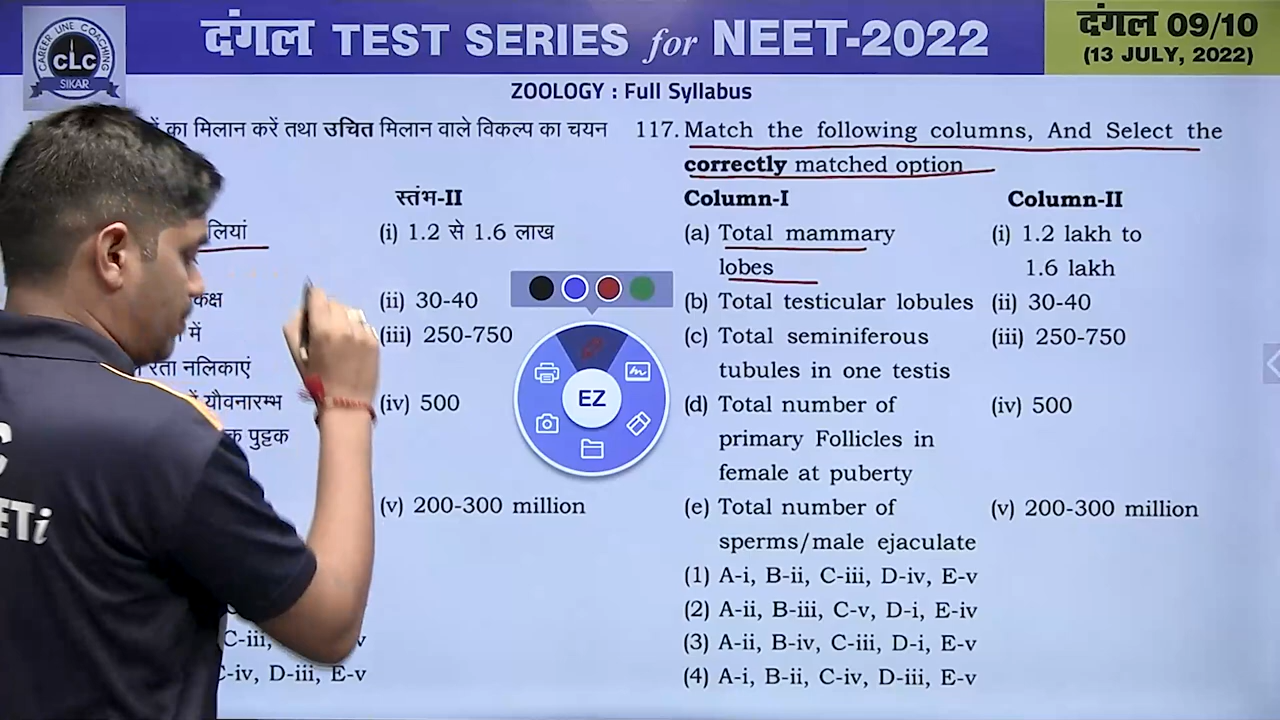 दंगल TEST SERIES for NEET-2022
दंगल 09/10
(13 JULY, 2022)
CAREER LINE COACHING
CLC
SIKAR
ZOOLOGY : Full Syllabus
का मिलान करें तथा उचित मिलान वाले विकल्प का चयन
स्तंभ-II
(i) 1.2 से 1.6 लाख
(ii) 30-40
(iii) 250-750
में
नलिकाएं
यौवनारम्भ
(iv) 500
पुट्टक
(v) 200-300 million
C-iii,
C-iv, D-iii, E-v
EZ
117. Match the following columns, And Select the
correctly matched option
Column-I Column-II
(a) Total mammary (i) 1.2 lakh to
lobes 1.6 lakh
(b) Total testicular lobules (ii) 30-40
(c) Total seminiferous (iii) 250-750
tubules in one testis
(d) Total number of (iv) 500
primary Follicles in
female at puberty
(e) Total number of (v) 200-300 million
sperms/male ejaculate
(1) A-i, B-ii, C-iii, D-iv, E-v
(2) A-ii, B-iii, C-v, D-i, E-iv
(3) A-ii, B-iv, C-iii, D-i, E-v
(4) A-i, B-ii, C-iv, D-iii, E-v